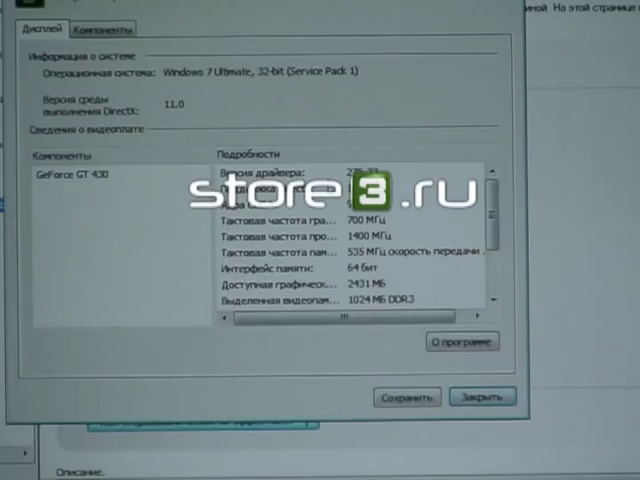 иной. На этой странице
Дисплей Компоненты
Информация о системе
Операционная система: Windows 7 Ultimate, 32-bit (Service Pack 1)
Версия среды
выполнения DirectX: 11.0
Сведения о видеоплате
Компоненты Подробности
GeForce GT 430
Версия драйвера:
store3.ru
Тактовая частота гра... 700 МГц
Тактовая частота про... 1400 МГц
Тактовая частота пам... 535 МГц скорость передачи
Интерфейс памяти: 64 бит
Доступная графическ... 2431 МБ
Выделенная видеопам... 1024 МБ DDR3
О программе
Сохранить Закрыть
Описание.